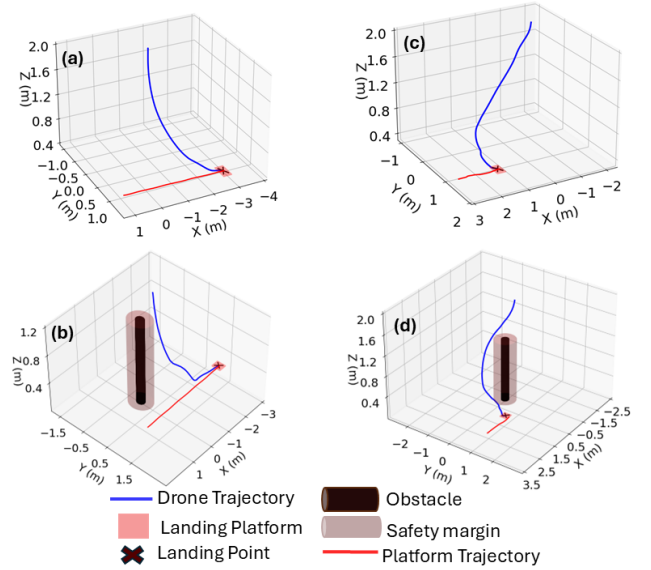 (a)
2.0
1.6
1.2
0.8
0.4
Z (m)
−1.0
−0.5
0.0
0.5
1.0
Y (m)
1
0
−1
−2
−3
−4
X (m)
(c)
2.0
1.6
1.2
0.8
0.4
Z (m)
−1
0
1
2
Y (m)
3
2
1
0
−1
−2
X (m)
(b)
1.2
0.8
0.4
Z (m)
−1.5
−0.5
0.5
1.5
Y (m)
1
0
−1
−2
−3
X (m)
(d)
2.0
1.6
1.2
0.8
0.4
Z (m)
−2
−1
0
1
2
Y (m)
3.5
2.5
1.5
0.5
−0.5
−1.5
−2.5
X (m)
Drone Trajectory
Obstacle
Landing Platform
Safety margin
Landing Point
Platform Trajectory